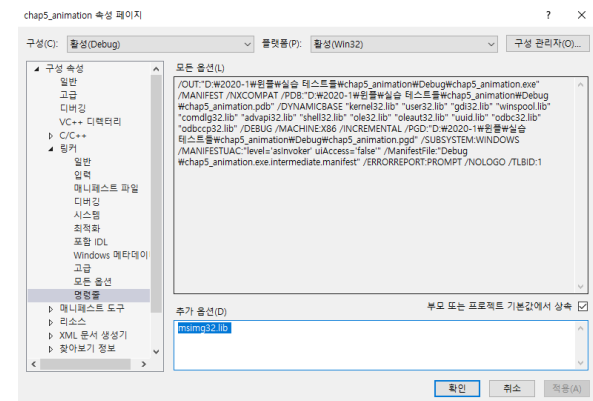 chap5_animation 속성 페이지
? ×
구성(C): 활성(Debug) 플랫폼(P): 활성(Win32) 구성 관리자(O)...
구성 속성
일반
고급
디버깅
VC++ 디렉터리
C/C++
링커
일반
입력
매니페스트 파일
디버깅
시스템
최적화
포함 IDL
Windows 메타데이
고급
모든 옵션
명령줄
매니페스트 도구
리소스
XML 문서 생성기
찾아보기 정보
모든 옵션(L)
/OUT:"D:₩2020-1₩윈플₩실습 테스트플₩chap5_animation₩Debug₩chap5_animation.exe"
/MANIFEST /NXCOMPAT /PDB:"D:₩2020-1₩윈플₩실습 테스트플₩chap5_animation₩Debug
₩chap5_animation.pdb" /DYNAMICBASE "kernel32.lib" "user32.lib" "gdi32.lib" "winspool.lib"
"comdlg32.lib" "advapi32.lib" "shell32.lib" "ole32.lib" "oleaut32.lib" "uuid.lib" "odbc32.lib"
"odbccp32.lib" /DEBUG /MACHINE:X86 /INCREMENTAL /PGD:"D:₩2020-1₩윈플₩실습
테스트플₩chap5_animation₩Debug₩chap5_animation.pgd" /SUBSYSTEM:WINDOWS
/MANIFESTUAC:"level='asInvoker' uiAccess='false'" /ManifestFile:"Debug
₩chap5_animation.exe.intermediate.manifest" /ERRORREPORT:PROMPT /NOLOGO /TLBID:1
추가 옵션(D)
부모 또는 프로젝트 기본값에서 상속
msimg32.lib
확인 취소 적용(A)